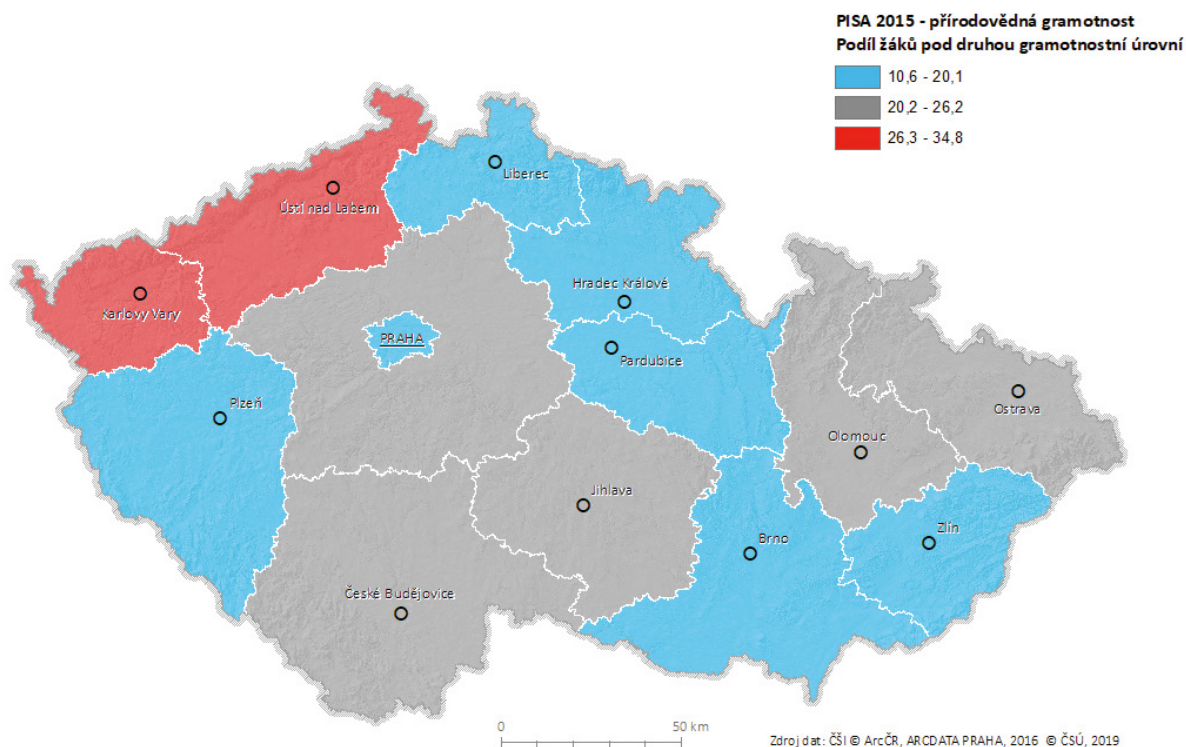 PISA 2015 - přírodovědná gramotnost
Podíl žáků pod druhou gramotnostní úrovní
10,6 - 20,1
20,2 - 26,2
26,3 - 34,8
Liberec
Ústí nad Labem
Hradec Králové
Karlovy Vary
PRAHA
Pardubice
Plzeň
Ostrava
Olomouc
Jihlava
Zlín
Brno
České Budějovice
0 50 km
Zdroj dat: ČŠI © ArcČR, ARCDATA PRAHA, 2016 © ČSÚ, 2019